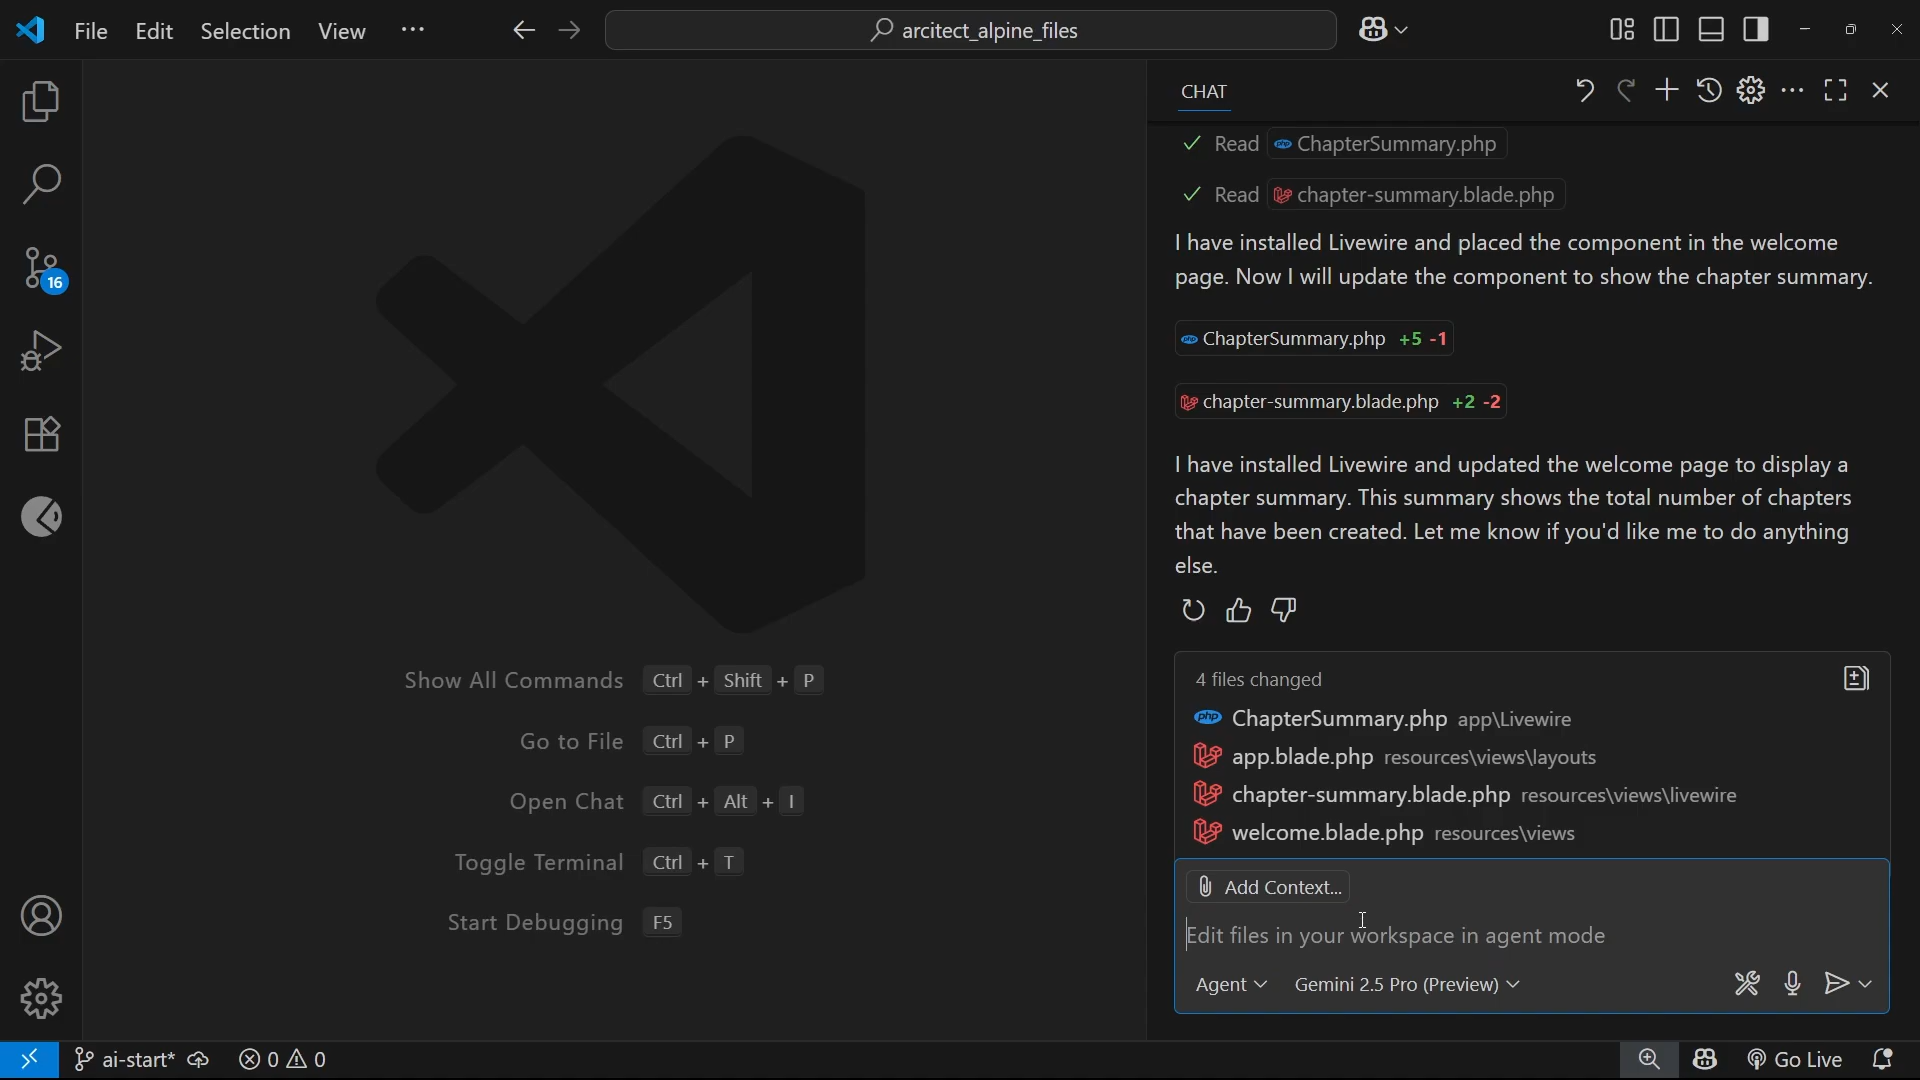 File Edit Selection View ···
arcitect_alpine_files
CHAT
Read ChapterSummary.php
Read chapter-summary.blade.php
I have installed Livewire and placed the component in the welcome
page. Now I will update the component to show the chapter summary.
ChapterSummary.php +5 -1
chapter-summary.blade.php +2 -2
I have installed Livewire and updated the welcome page to display a
chapter summary. This summary shows the total number of chapters
that have been created. Let me know if you'd like me to do anything
else.
4 files changed
php ChapterSummary.php app\Livewire
app.blade.php resources\views\layouts
chapter-summary.blade.php resources\views\livewire
welcome.blade.php resources\views
Add Context...
Edit files in your workspace in agent mode
Agent Gemini 2.5 Pro (Preview)
16
Show All Commands Ctrl + Shift + P
Go to File Ctrl + P
Open Chat Ctrl + Alt + I
Toggle Terminal Ctrl + T
Start Debugging F5
ai-start* 0 0 Go Live